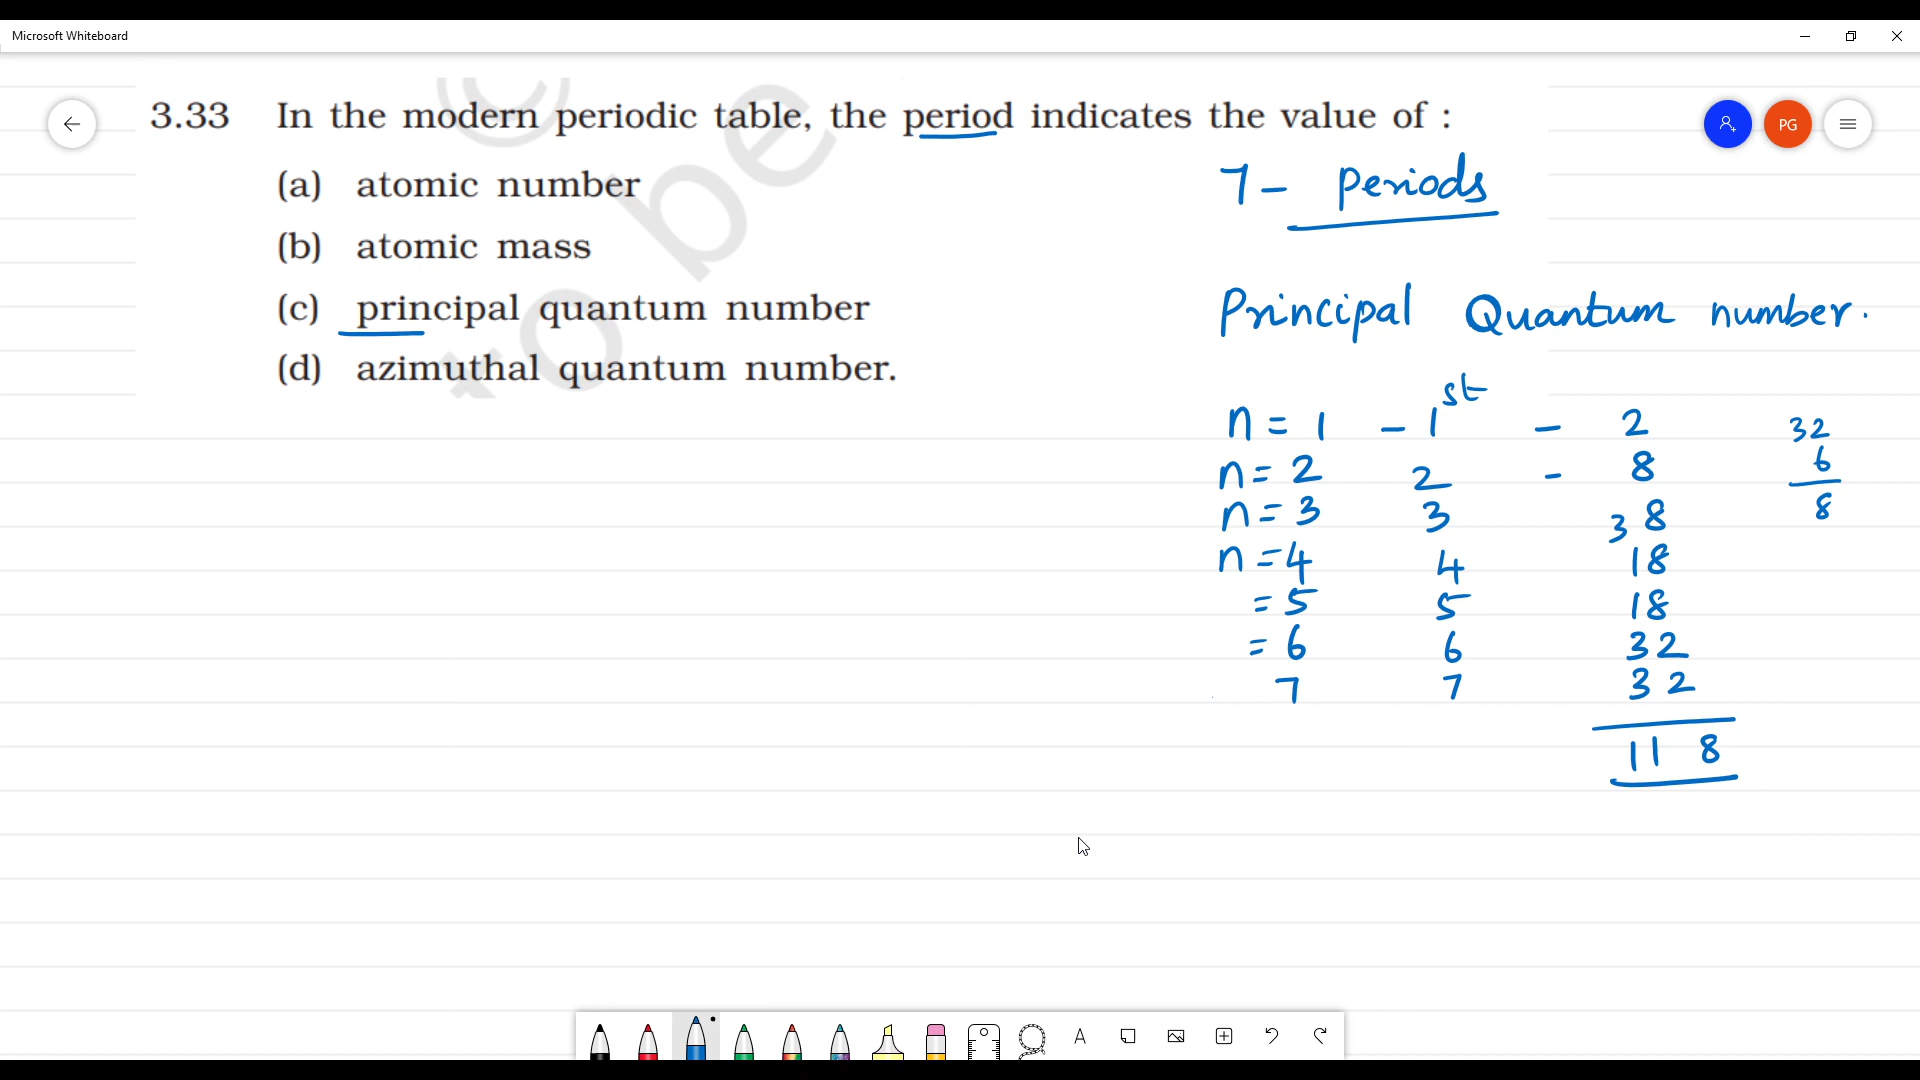 Microsoft Whiteboard
3.33 In the modern periodic table, the period indicates the value of :
PG
(a) atomic number
7 - Periods
(b) atomic mass
(c) principal quantum number
Principal Quantum number.
(d) azimuthal quantum number.
n = 1 - 1st - 2
32
n = 2 2 - 8
6
n = 3 3 3 8
8
n = 4 4 18
= 5 5 18
= 6 6 32
7 7 32
118
to be
©
A